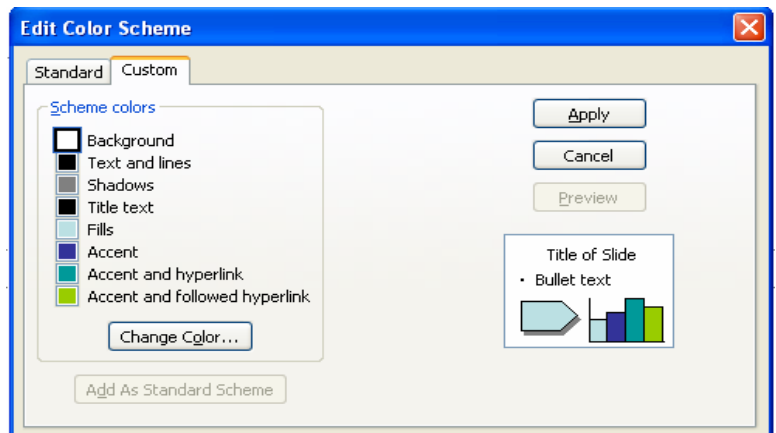 Edit Color Scheme
Standard Custom
Scheme colors
Background
Text and lines
Shadows
Title text
Fills
Accent
Accent and hyperlink
Accent and followed hyperlink
Change Color...
Add As Standard Scheme
Apply
Cancel
Preview
Title of Slide
• Bullet text